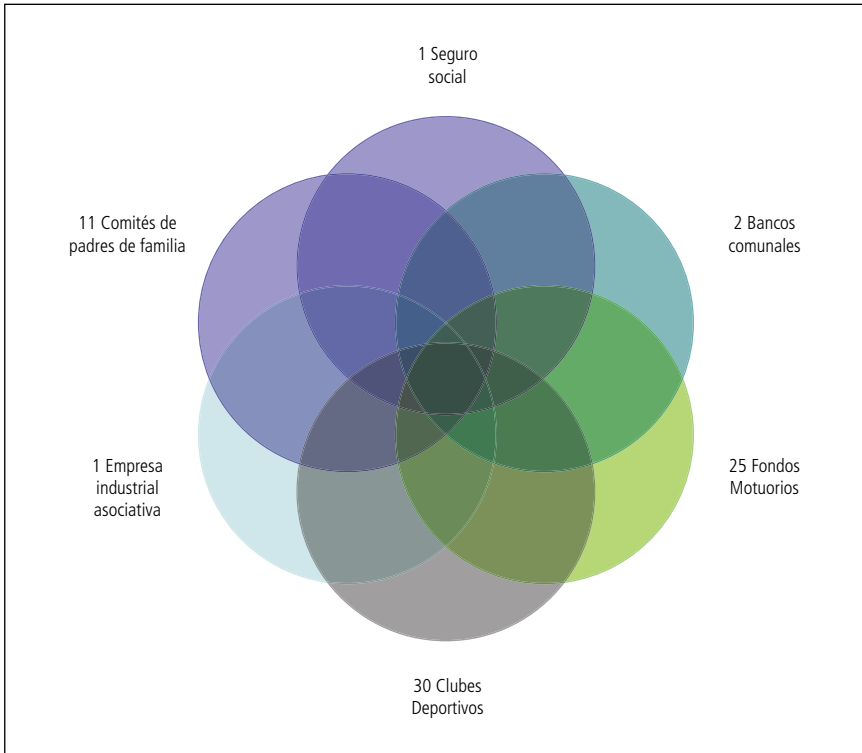 1 Seguro
social
11 Comités de
padres de familia
2 Bancos
comunales
1 Empresa
industrial
asociativa
25 Fondos
Motuorios
30 Clubes
Deportivos